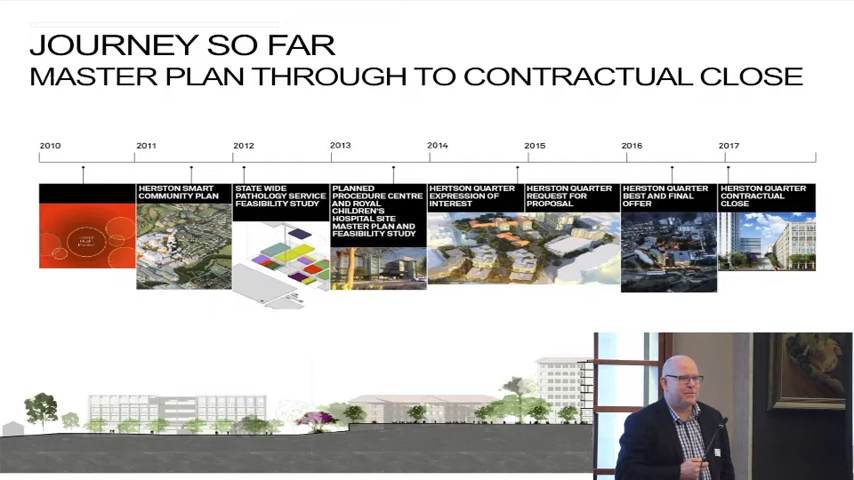 JOURNEY SO FAR
MASTER PLAN THROUGH TO CONTRACTUAL CLOSE
2010
2011
2012
2013
2014
2015
2016
2017
HERSTON SMART
COMMUNITY PLAN
STATE WIDE
PATHOLOGY SERVICE
FEASIBILITY STUDY
PLANNED
PROCEDURE CENTRE
AND ROYAL
CHILDREN'S
HOSPITAL SITE
MASTER PLAN AND
FEASIBILITY STUDY
HERTSON QUARTER
EXPRESSION OF
INTEREST
HERSTON QUARTER
REQUEST FOR
PROPOSAL
HERSTON QUARTER
BEST AND FINAL
OFFER
HERSTON QUARTER
CONTRACTUAL
CLOSE